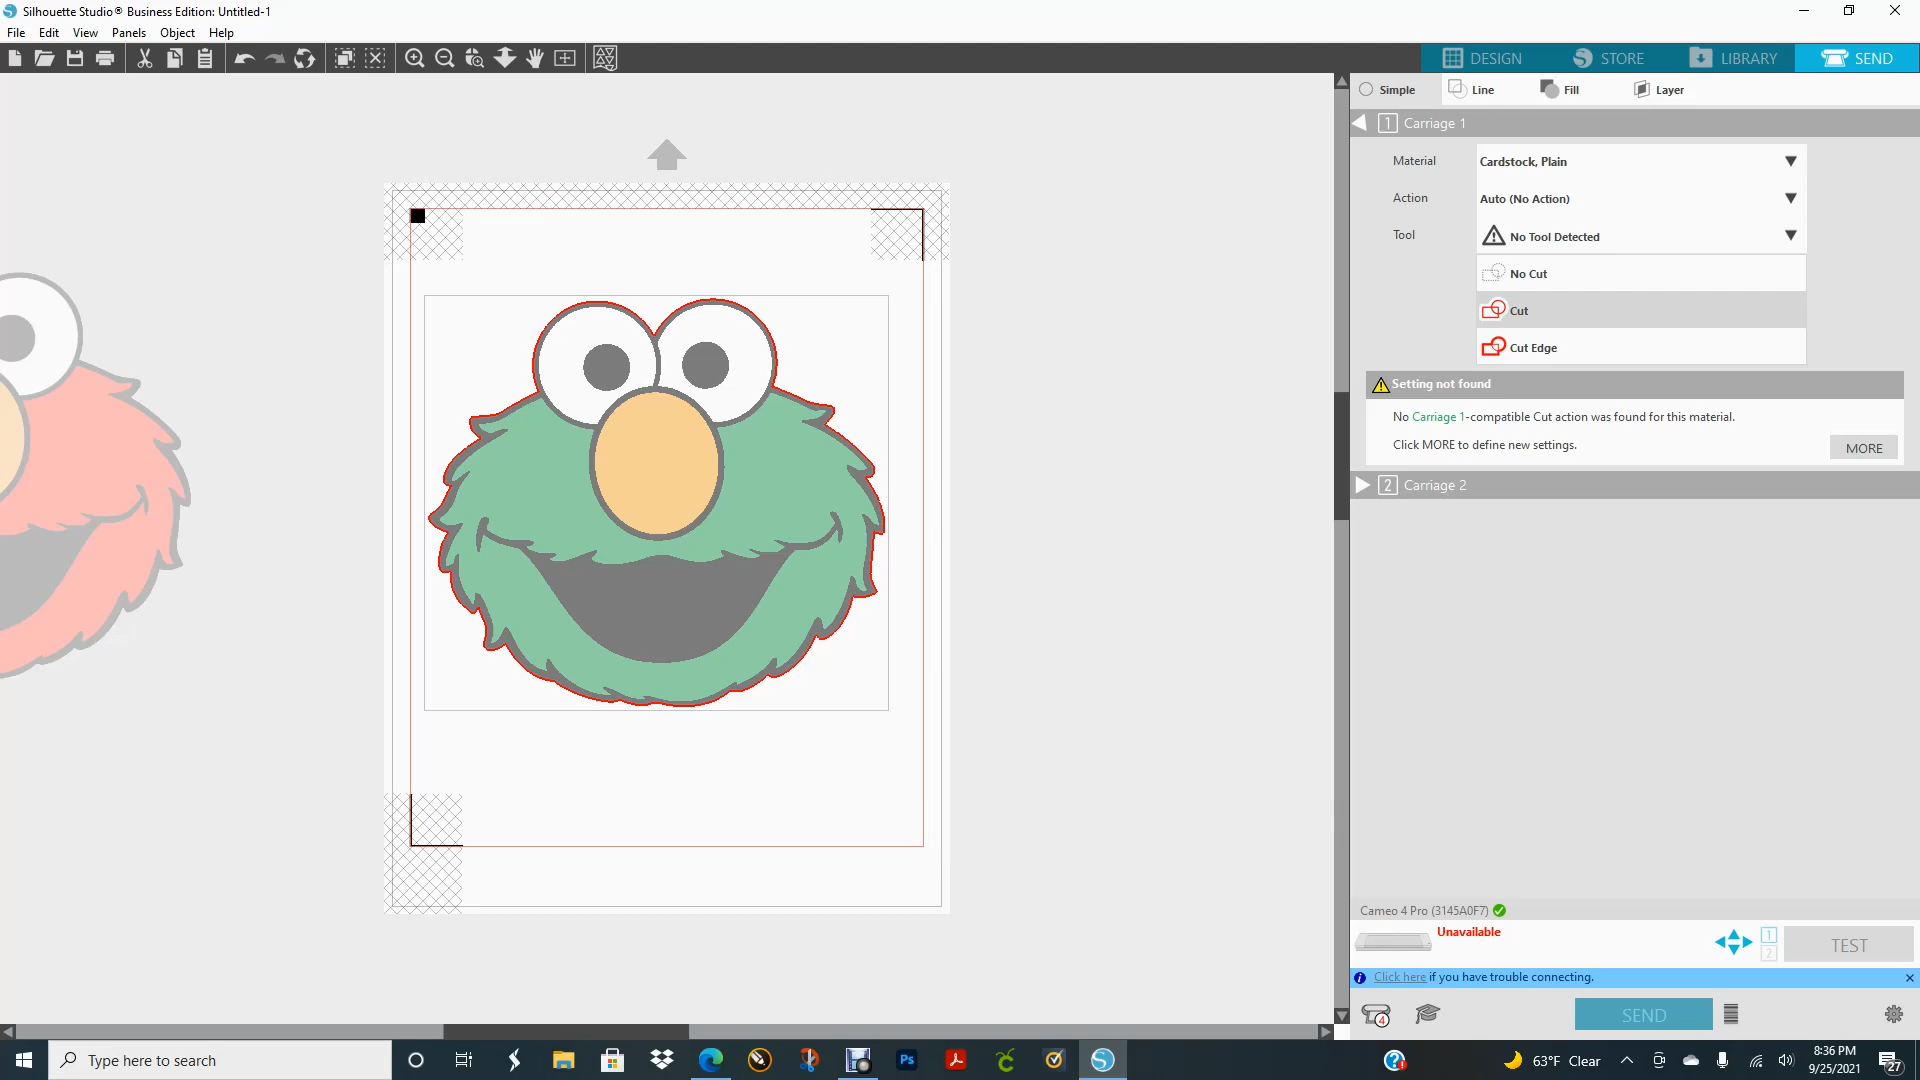 Silhouette Studio® Business Edition: Untitled-1
File Edit View Panels Object Help
DESIGN STORE LIBRARY SEND
Simple Line Fill Layer
1 Carriage 1
Material Cardstock, Plain
Action Auto (No Action)
Tool No Tool Detected
No Cut
Cut
Cut Edge
Setting not found
No Carriage 1-compatible Cut action was found for this material.
Click MORE to define new settings.
MORE
2 Carriage 2
Cameo 4 Pro (3145A0F7)
Unavailable
1
2
TEST
Click here if you have trouble connecting.
4
SEND
Type here to search
Ps
63°F Clear
8:36 PM
9/25/2021
27